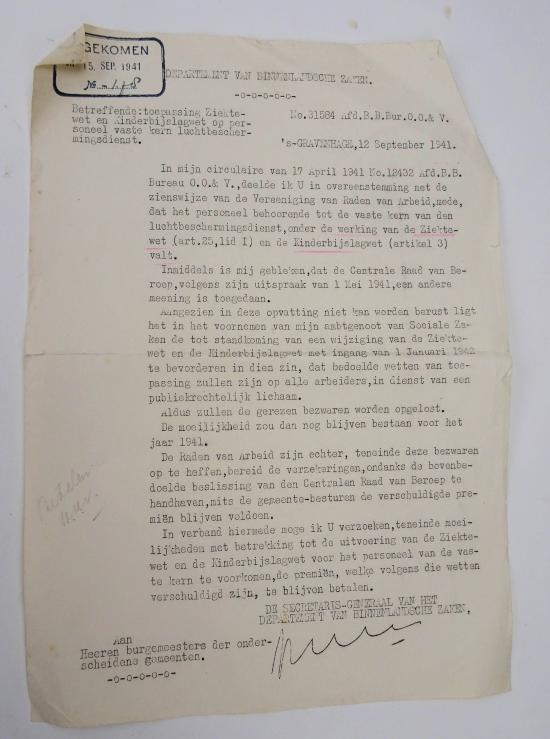 GEKOMEN
15. SEP. 1941
DEPARTEMENT VAN BINNENLANDSCHE ZAKEN.
-o-o-o-o-o-
Betreffende:toepassing Ziekte-
wet en Kinderbijslagwet op per-
soneel vaste kern luchtbescher-
mingsdienst.
No.31584 Afd.B.B.Bur.O.O.& V.
's-GRAVENHAGE,12 September 1941.
In mijn circulaire van 17 April 1941 No.12432 Afd.B.B.
Bureau O.O.& V.,deelde ik U in overeenstemming met de
zienswijze van de Vereeniging van Raden van Arbeid,mede,
dat het personeel behoorende tot de vaste kern van den
luchtbeschermingsdienst,onder de werking van de Ziekte-
wet (art.25,lid I) en de Kinderbijslagwet (artikel 3)
valt.
Inmiddels is mij gebleken,dat de Centrale Raad van Be-
roep,volgens zijn uitspraak van 1 Mei 1941,een andere
meening is toegedaan.
Aangezien in deze opvatting niet kan worden berust ligt
het in het voornemen van mijn ambtgenoot van Sociale Za-
ken de tot standkoming van een wijziging van de Ziekte-
wet en de Kinderbijslagwet met ingang van 1 Januari 1942
te bevorderen in dien zin, dat bedoelde wetten van toe-
passing zullen zijn op alle arbeiders,in dienst van een
publiekrechtelijk lichaam.
Aldus zullen de gerezen bezwaren worden opgelost.
De moeilijkheid zou dan nog blijven bestaan voor het
jaar 1941.
De Raden van Arbeid zijn echter, teneinde deze bezwaren
op te heffen,bereid de verzekeringen,ondanks de bovenbe-
doelde beslissing van den Centralen Raad van Beroep te
handhaven,mits de gemeente-besturen de verschuldigde pre-
miën blijven voldoen.
In verband hiermede moge ik U verzoeken,teneinde moei-
lijkheden met betrekking tot de uitvoering van de Ziekte-
wet en de Kinderbijslagwet voor het personeel van de vas-
te kern te voorkomen,de premiën, welke volgens die wetten
verschuldigd zijn, te blijven betalen.
DE SECRETARIS-GENERAAL VAN HET
DEPARTEMENT VAN BINNENLANDSCHE ZAKEN,
Aan
Heeren burgemeesters der onder-
scheidene gemeenten.
-o-o-o-o-o-